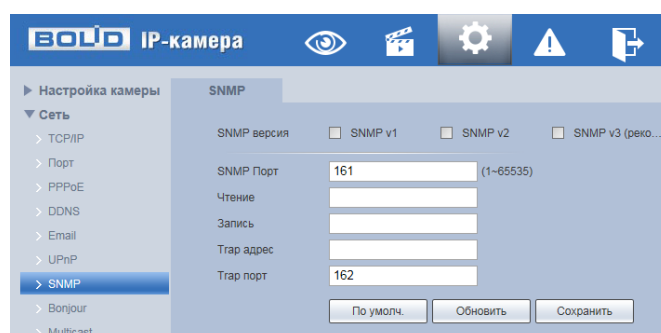 BOLID IP-камера
Настройка камеры
Сеть
TCP/IP
Порт
PPPoE
DDNS
Email
UPnP
SNMP
Bonjour
Multicast
SNMP
SNMP версия SNMP v1 SNMP v2 SNMP v3 (реко...
SNMP Порт 161 (1~65535)
Чтение
Запись
Trap адрес
Trap порт 162
По умолч. Обновить Сохранить